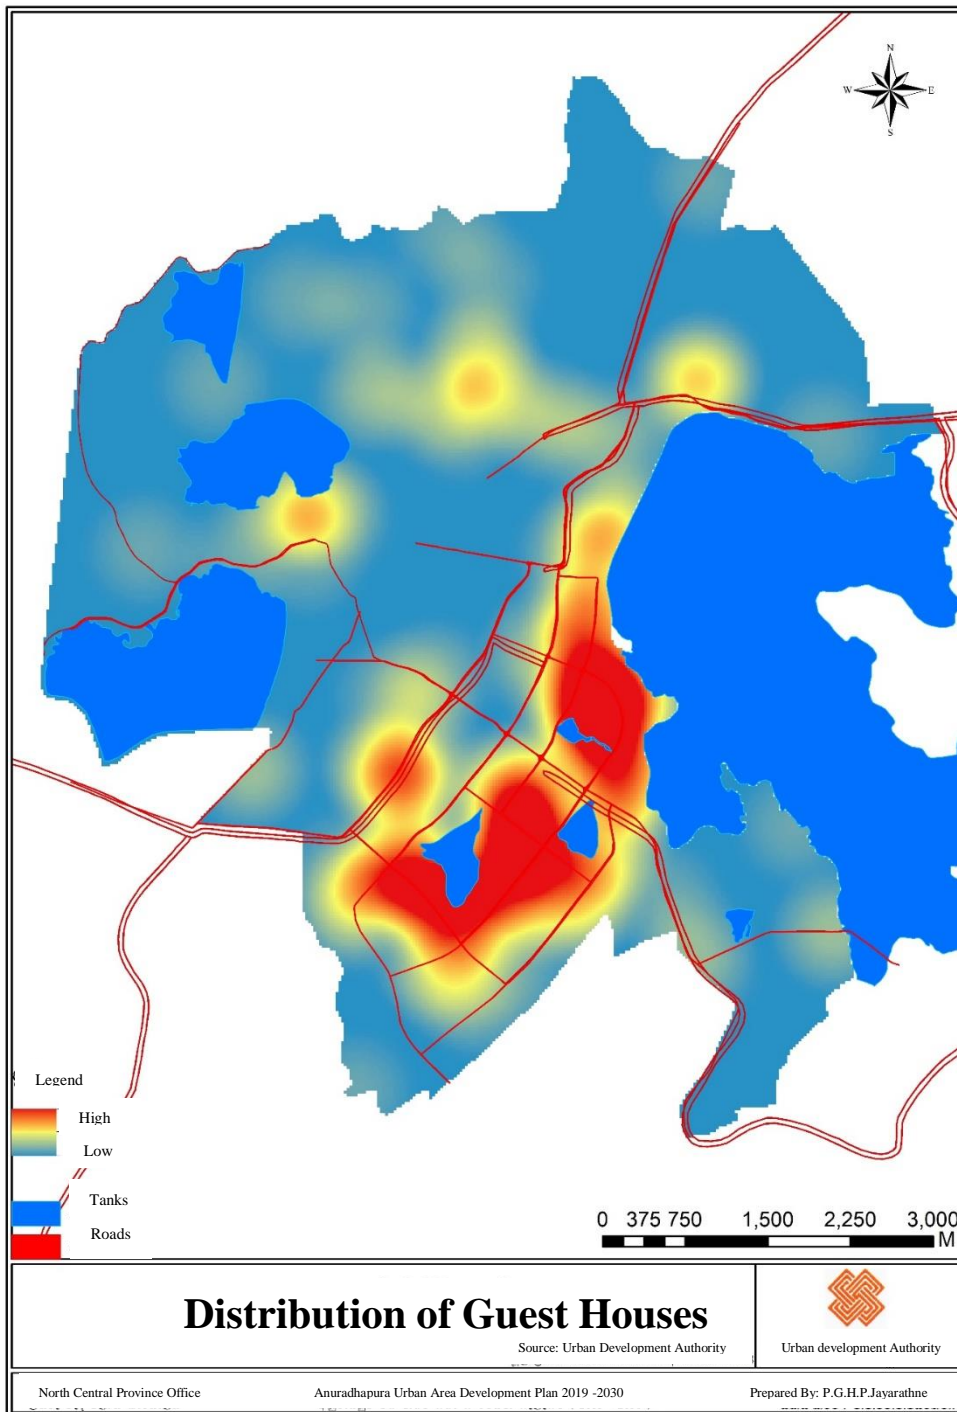 N
W E
S
Legend
High
Low
Tanks
Roads
0 375 750 1,500 2,250 3,000
M
Distribution of Guest Houses
Source: Urban Development Authority
Urban development Authority
North Central Province Office Anuradhapura Urban Area Development Plan 2019 -2030 Prepared By: P.G.H.P.Jayarathne